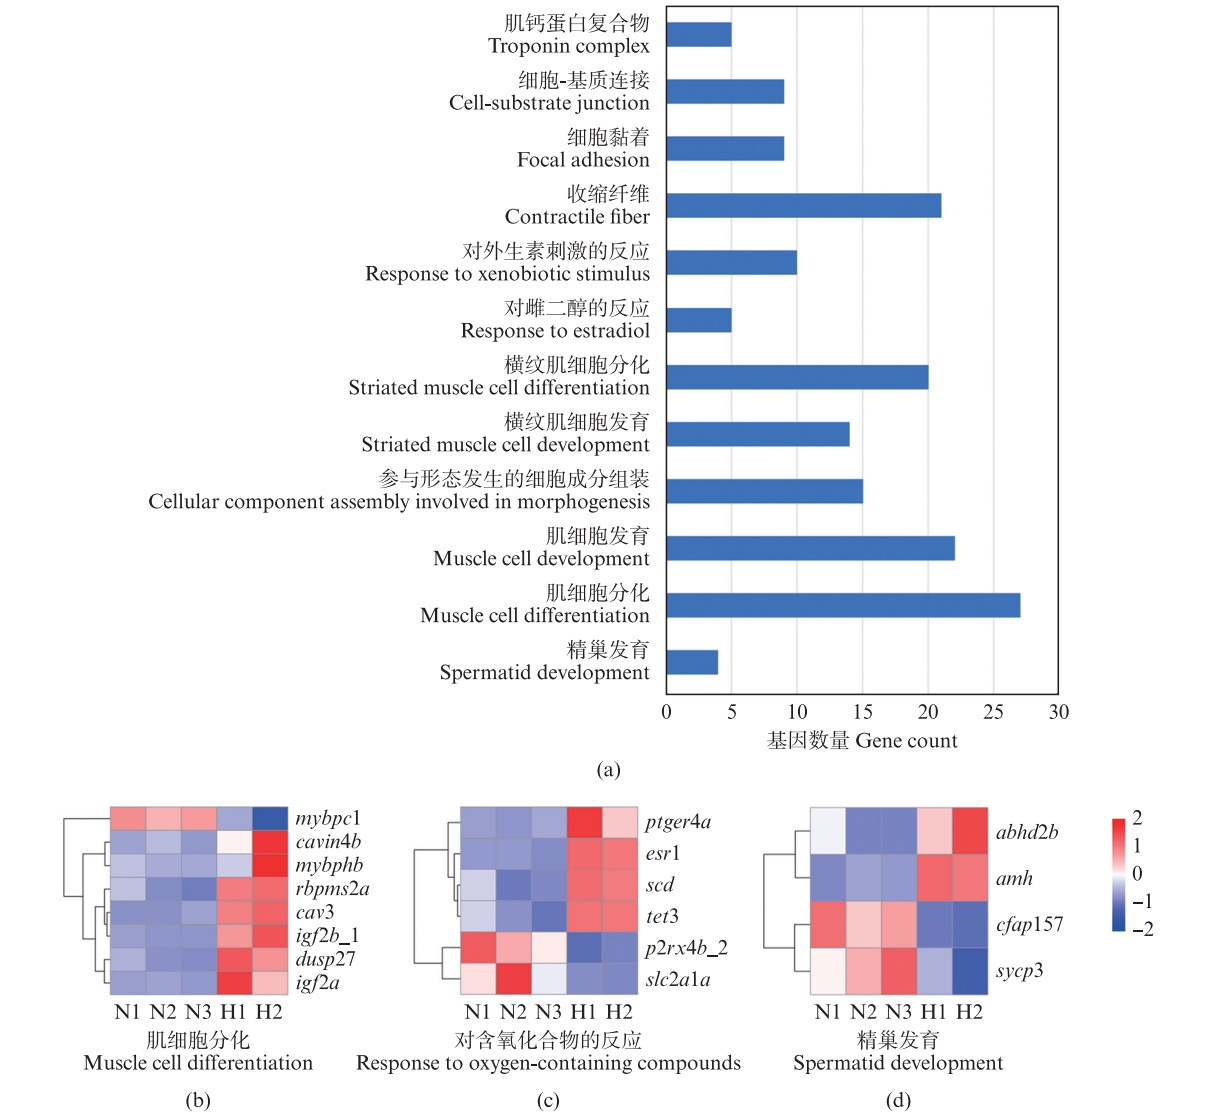 肌钙蛋白复合物
Troponin complex
细胞-基质连接
Cell-substrate junction
细胞黏着
Focal adhesion
收缩纤维
Contractile fiber
对外生素刺激的反应
Response to xenobiotic stimulus
对雌二醇的反应
Response to estradiol
横纹肌细胞分化
Striated muscle cell differentiation
横纹肌细胞发育
Striated muscle cell development
参与形态发生的细胞成分组装
Cellular component assembly involved in morphogenesis
肌细胞发育
Muscle cell development
肌细胞分化
Muscle cell differentiation
精巢发育
Spermatid development
0 5 10 15 20 25 30
基因数量 Gene count
(a)
mybpc1
cavin4b
mybphb
rbpms2a
cav3
igf2b_1
dusp27
igf2a
N1 N2 N3 H1 H2
肌细胞分化
Muscle cell differentiation
(b)
ptger4a
esr1
scd
tet3
p2rx4b_2
slc2a1a
N1 N2 N3 H1 H2
对含氧化合物的反应
Response to oxygen-containing compounds
(c)
abhd2b
amh
cfap157
sycp3
N1 N2 N3 H1 H2
精巢发育
Spermatid development
(d)
2
1
0
−1
−2